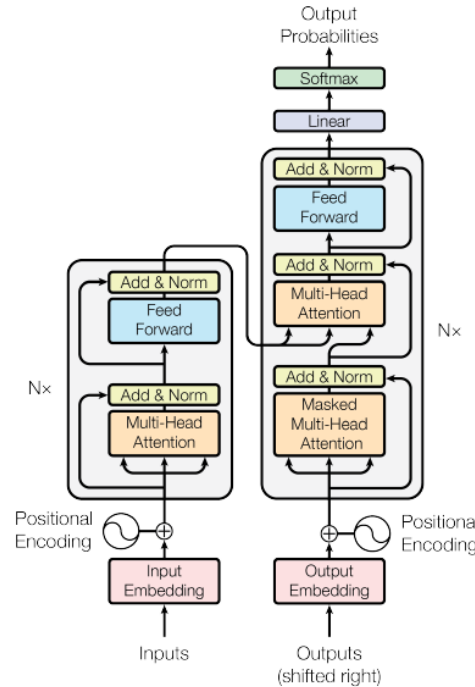 Output
Probabilities
Softmax
Linear
Add & Norm
Feed
Forward
Add & Norm
Multi-Head
Attention
Add & Norm
Masked
Multi-Head
Attention
Nx
Add & Norm
Feed
Forward
Add & Norm
Multi-Head
Attention
Nx
Positional
Encoding
Positional
Encoding
Input
Embedding
Output
Embedding
Inputs
Outputs
(shifted right)